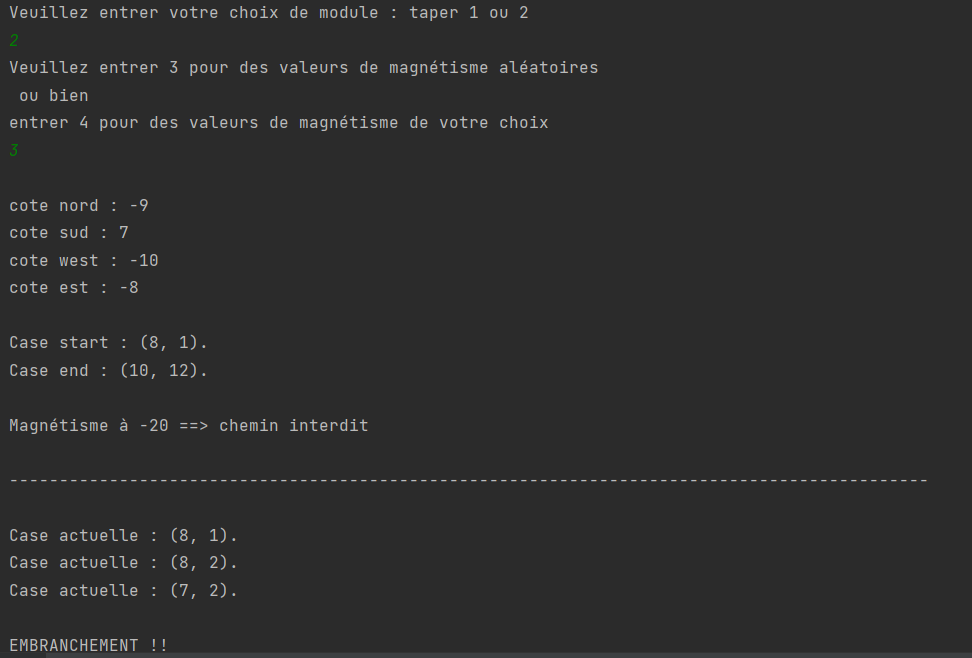 Veuillez entrer votre choix de module : taper 1 ou 2
2
Veuillez entrer 3 pour des valeurs de magnétisme aléatoires
ou bien
entrer 4 pour des valeurs de magnétisme de votre choix
3
cote nord : -9
cote sud : 7
cote west : -10
cote est : -8
Case start : (8, 1).
Case end : (10, 12).
Magnétisme à -20 ==> chemin interdit
--------------------------------------------------------------------------------------------
Case actuelle : (8, 1).
Case actuelle : (8, 2).
Case actuelle : (7, 2).
EMBRANCHEMENT !!